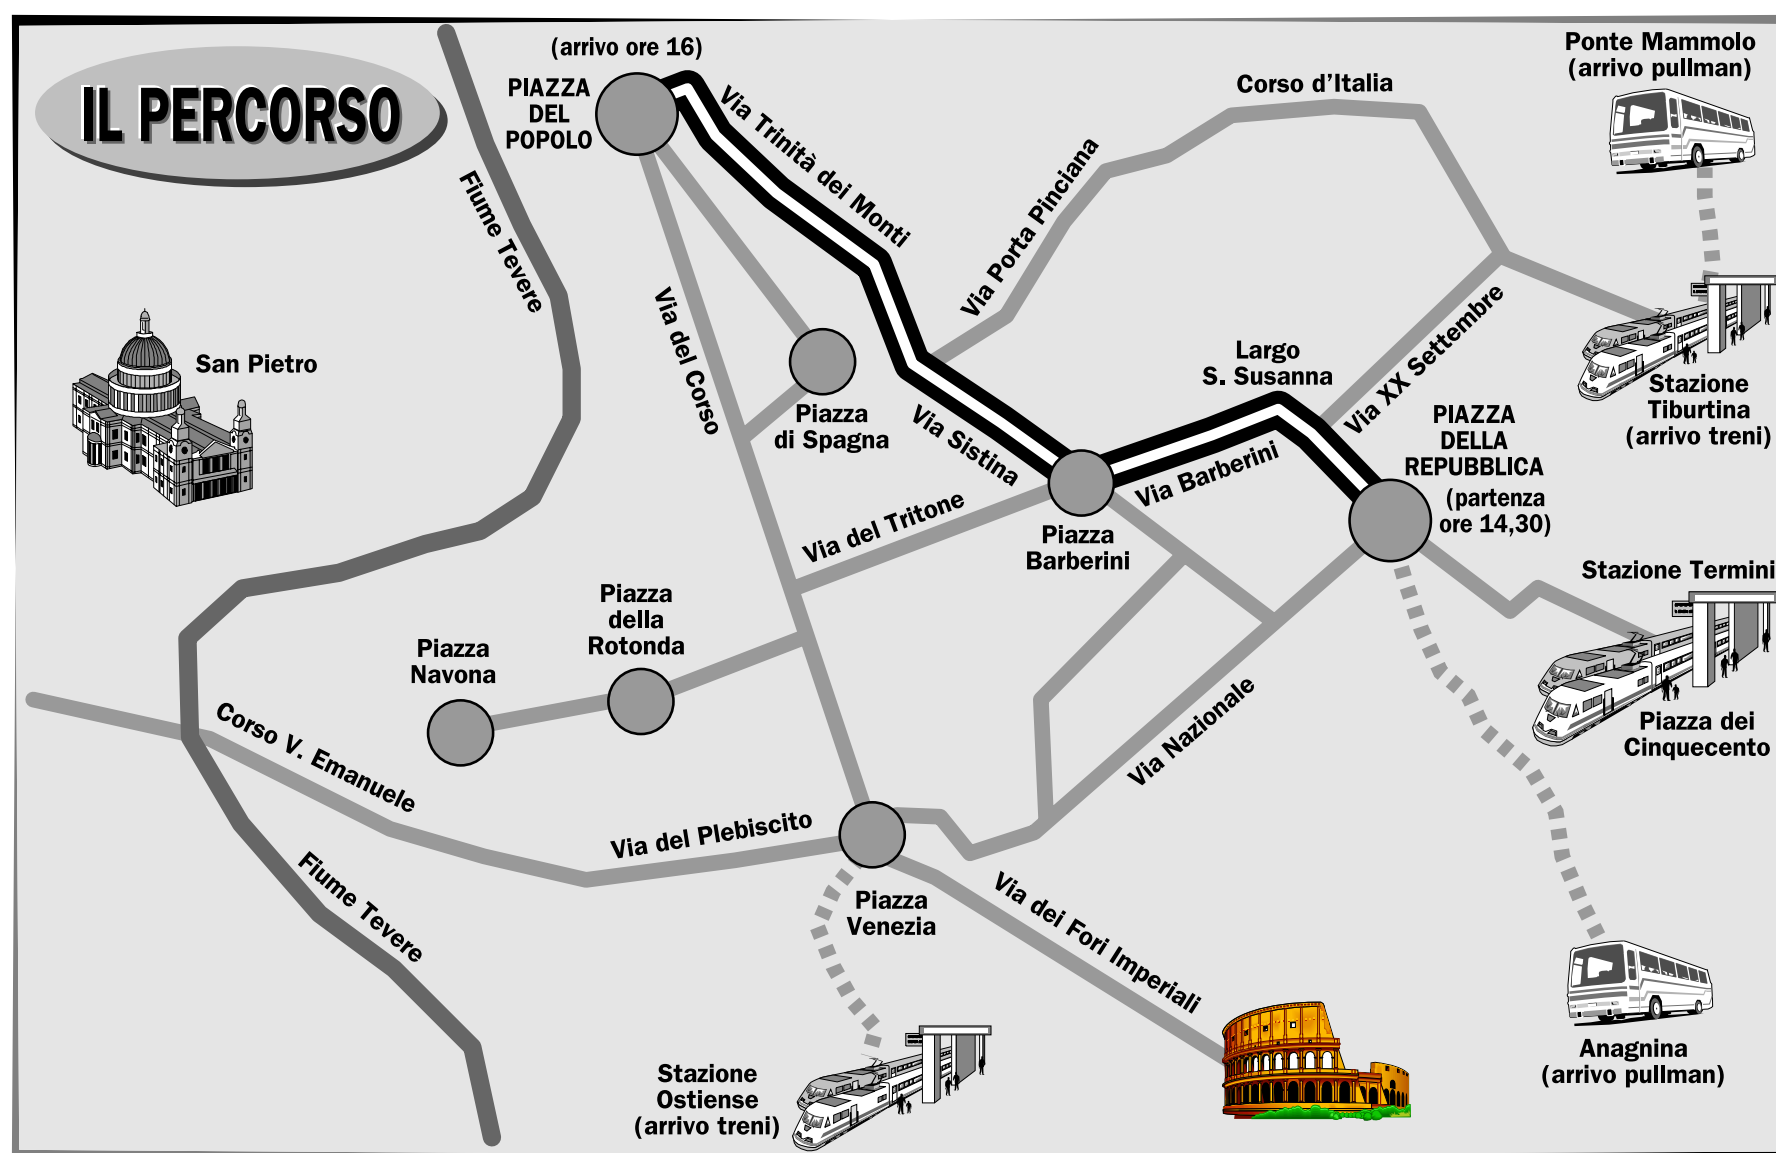 IL PERCORSO
(arrivo ore 16)
PIAZZA
DEL
POPOLO
Via Trinità dei Monti
Corso d'Italia
Ponte Mammolo
(arrivo pullman)
Fiume Tevere
Via Porta Pinciana
San Pietro
Via del Corso
Piazza
di Spagna
Via Sistina
Largo
S. Susanna
Via XX Settembre
Stazione
Tiburtina
(arrivo treni)
PIAZZA
DELLA
REPUBBLICA
(partenza
ore 14,30)
Via Barberini
Via del Tritone
Piazza
Barberini
Stazione Termini
Piazza dei
Cinquecento
Piazza
della
Rotonda
Piazza
Navona
Corso V. Emanuele
Via Nazionale
Via del Plebiscito
Fiume Tevere
Piazza
Venezia
Via dei Fori Imperiali
Anagnina
(arrivo pullman)
Stazione
Ostiense
(arrivo treni)